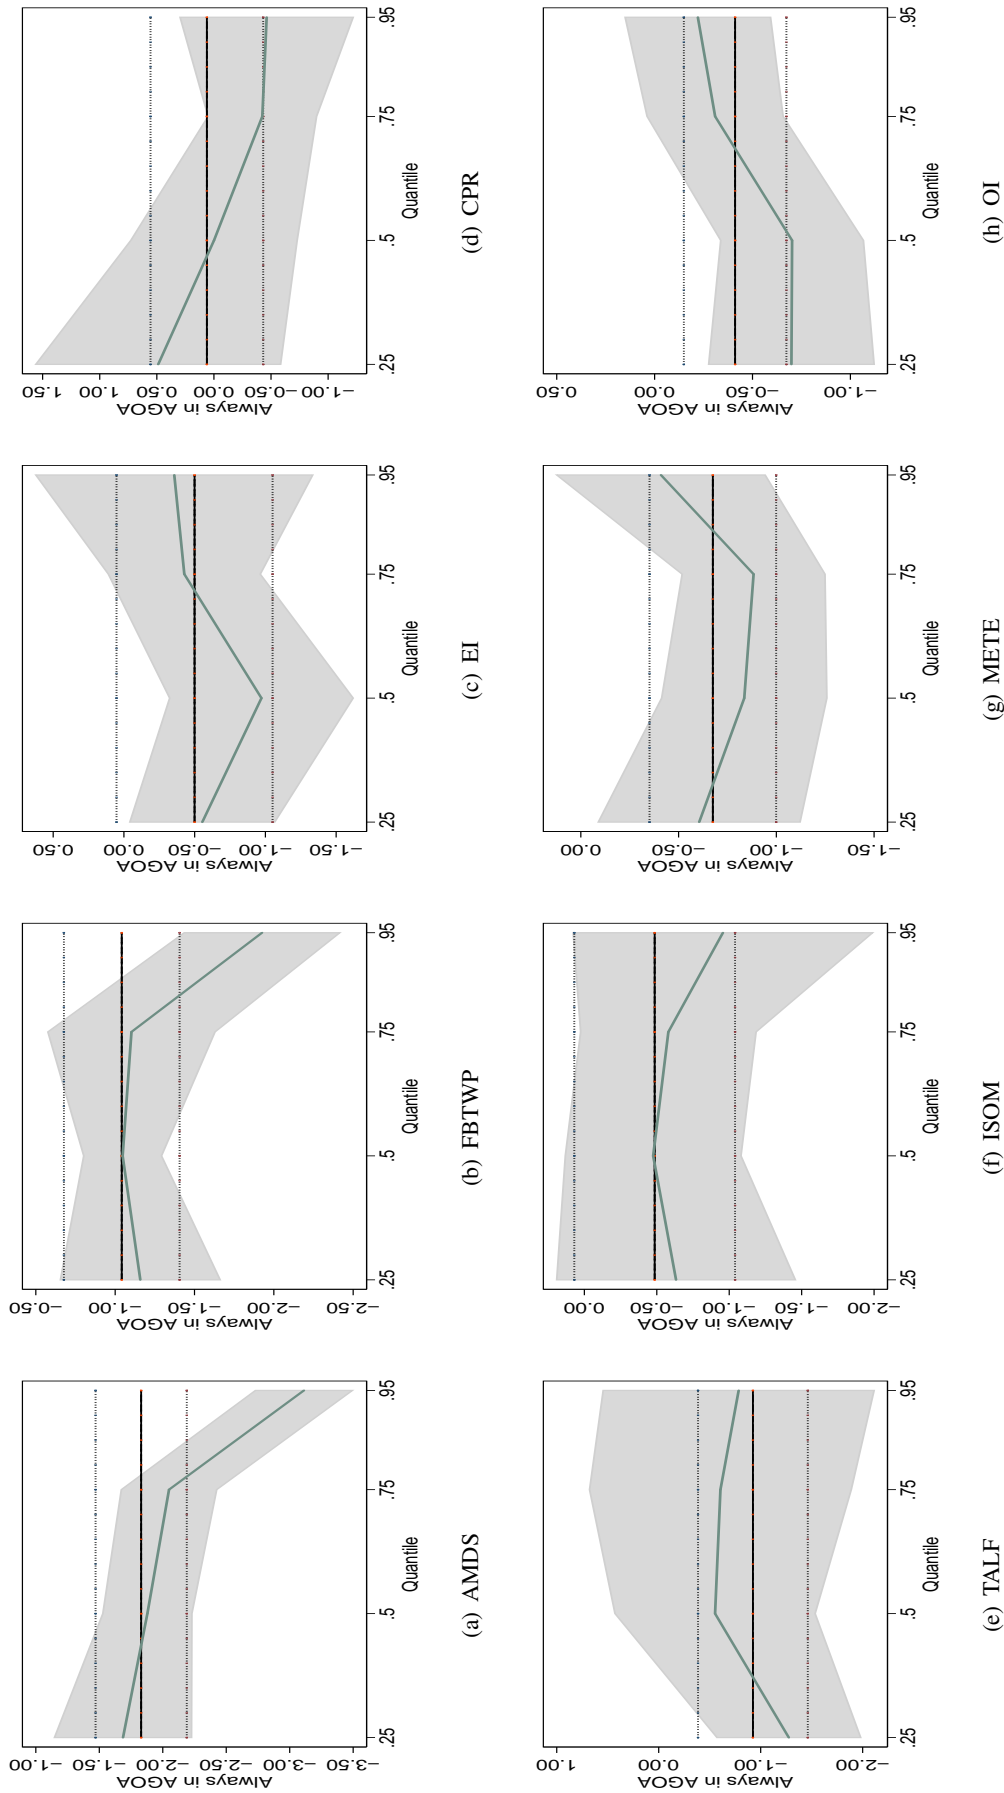 Always in AGOA
−1.00 −1.50 −2.00 −2.50 −3.00 −3.50
.25 .5 .75 .95
Quantile
(a) AMDS
Always in AGOA
−0.50 −1.00 −1.50 −2.00 −2.50
.25 .5 .75 .95
Quantile
(b) FBTWP
Always in AGOA
0.50 0.00 −0.50 −1.00 −1.50
.25 .5 .75 .95
Quantile
(c) EI
Always in AGOA
1.50 1.00 0.50 0.00 −0.50 −1.00
.25 .5 .75 .95
Quantile
(d) CPR
Always in AGOA
1.00 0.00 −1.00 −2.00
.25 .5 .75 .95
Quantile
(e) TALF
Always in AGOA
0.00 −0.50 −1.00 −1.50 −2.00
.25 .5 .75 .95
Quantile
(f) ISOM
Always in AGOA
0.00 −0.50 −1.00 −1.50
.25 .5 .75 .95
Quantile
(g) METE
Always in AGOA
0.50 0.00 −0.50 −1.00
.25 .5 .75 .95
Quantile
(h) OI